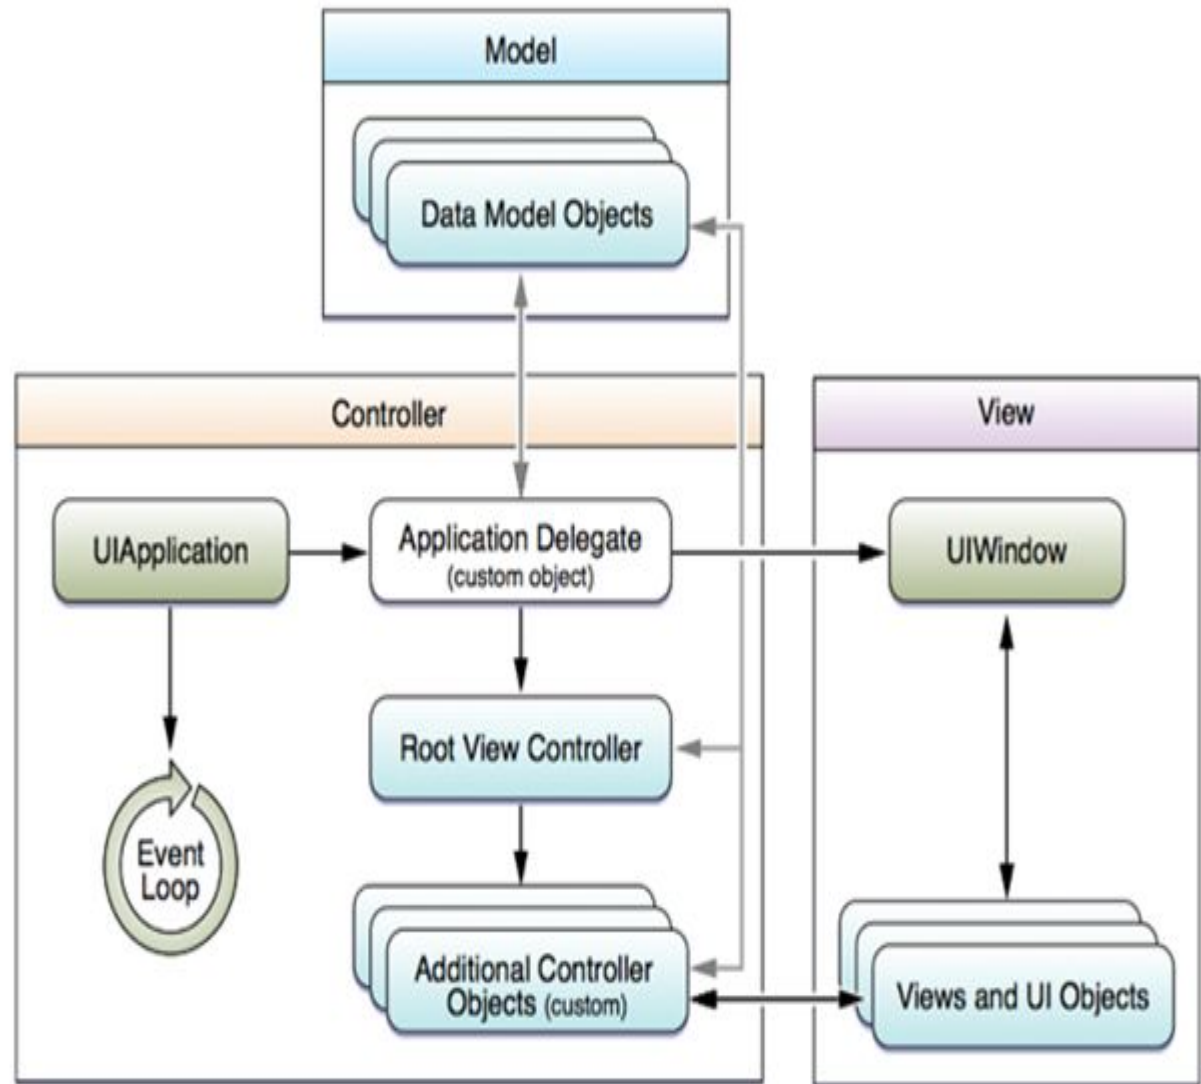 Model
Data Model Objects
Controller
View
UIApplication
Application Delegate
(custom object)
UIWindow
Root View Controller
Event
Loop
Additional Controller
Objects (custom)
Views and UI Objects